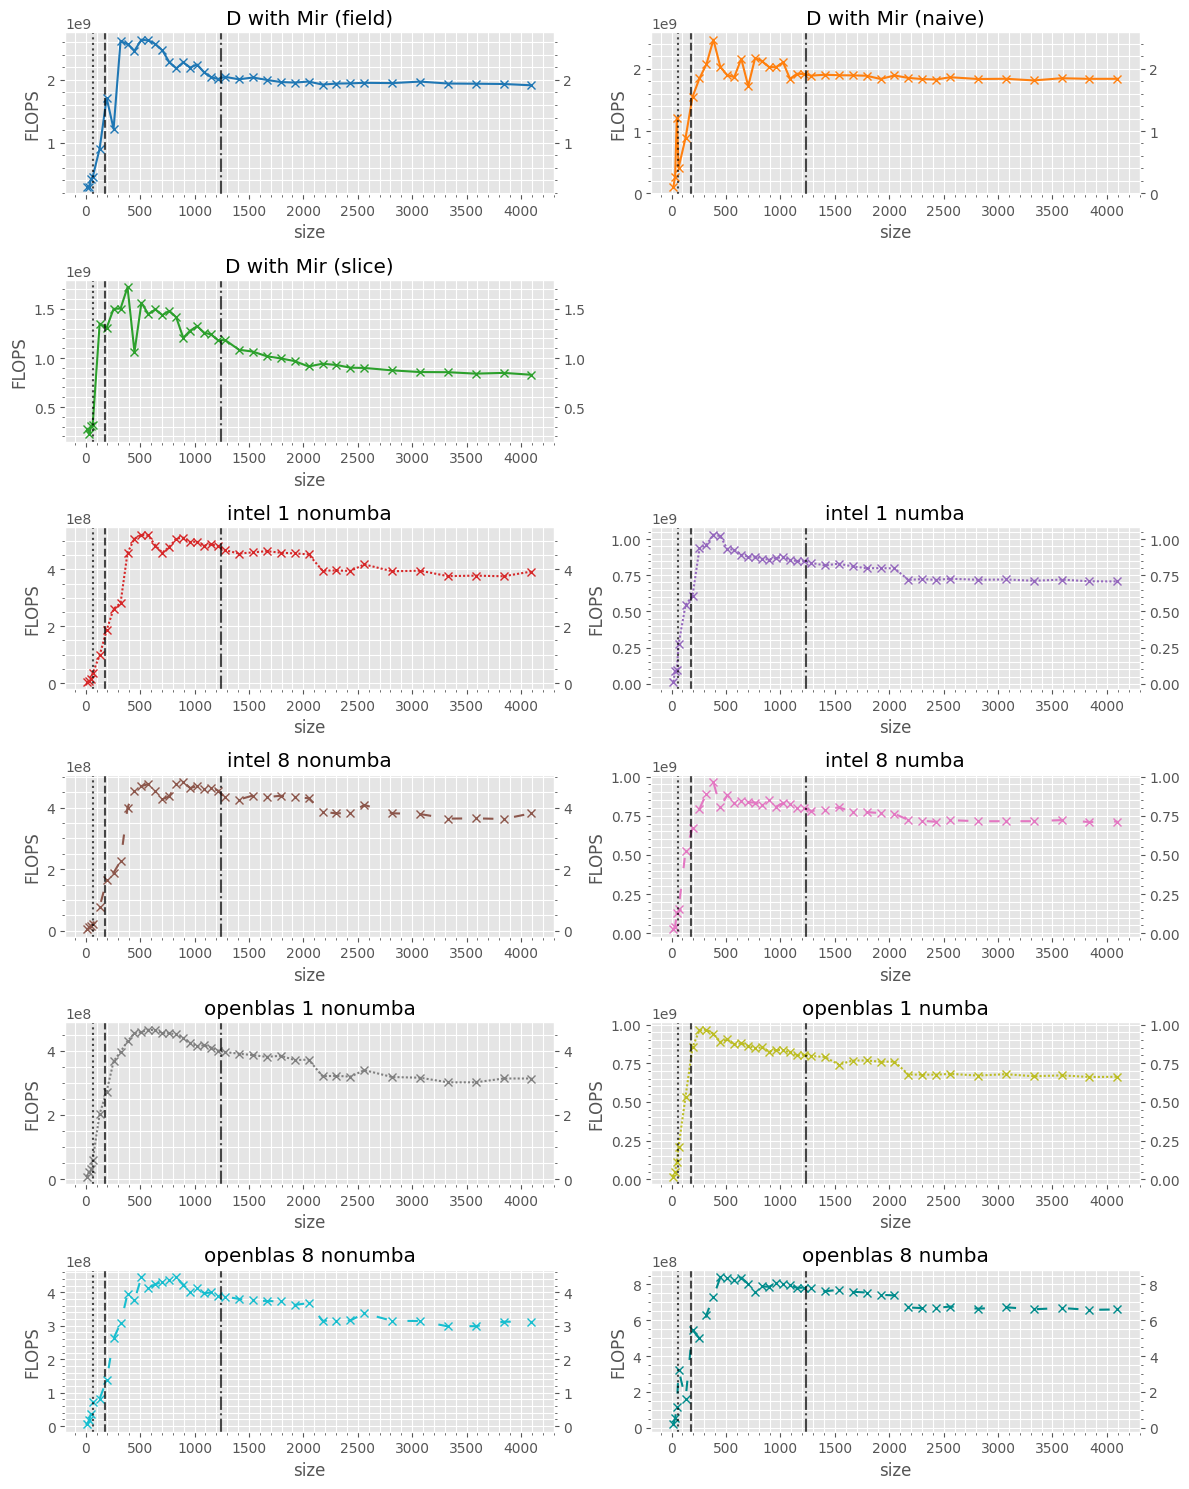 D with Mir (field)
1e9
2
1
FLOPS
0 500 1000 1500 2000 2500 3000 3500 4000
size
2
1
D with Mir (naive)
1e9
2
1
0
FLOPS
0 500 1000 1500 2000 2500 3000 3500 4000
size
2
1
0
D with Mir (slice)
1e9
1.5
1.0
0.5
FLOPS
0 500 1000 1500 2000 2500 3000 3500 4000
size
1.5
1.0
0.5
intel 1 nonumba
1e8
4
2
0
FLOPS
0 500 1000 1500 2000 2500 3000 3500 4000
size
4
2
0
intel 1 numba
1e9
1.00
0.75
0.50
0.25
0.00
FLOPS
0 500 1000 1500 2000 2500 3000 3500 4000
size
1.00
0.75
0.50
0.25
0.00
intel 8 nonumba
1e8
4
2
0
FLOPS
0 500 1000 1500 2000 2500 3000 3500 4000
size
4
2
0
intel 8 numba
1e9
1.00
0.75
0.50
0.25
0.00
FLOPS
0 500 1000 1500 2000 2500 3000 3500 4000
size
1.00
0.75
0.50
0.25
0.00
openblas 1 nonumba
1e8
4
2
0
FLOPS
0 500 1000 1500 2000 2500 3000 3500 4000
size
4
2
0
openblas 1 numba
1e9
1.00
0.75
0.50
0.25
0.00
FLOPS
0 500 1000 1500 2000 2500 3000 3500 4000
size
1.00
0.75
0.50
0.25
0.00
openblas 8 nonumba
1e8
4
3
2
1
0
FLOPS
0 500 1000 1500 2000 2500 3000 3500 4000
size
4
3
2
1
0
openblas 8 numba
1e8
8
6
4
2
0
FLOPS
0 500 1000 1500 2000 2500 3000 3500 4000
size
8
6
4
2
0